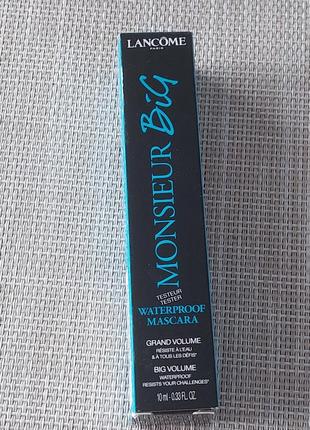 LANCÔME
PARIS
MONSIEUR BiG
TESTEUR
TESTER
WATERPROOF
MASCARA
GRAND VOLUME
RÉSISTE À L'EAU
& À TOUS LES DÉFIS*
BIG VOLUME
WATERPROOF
RESISTS YOUR CHALLENGES*
10 ml - 0.33 FL. OZ.